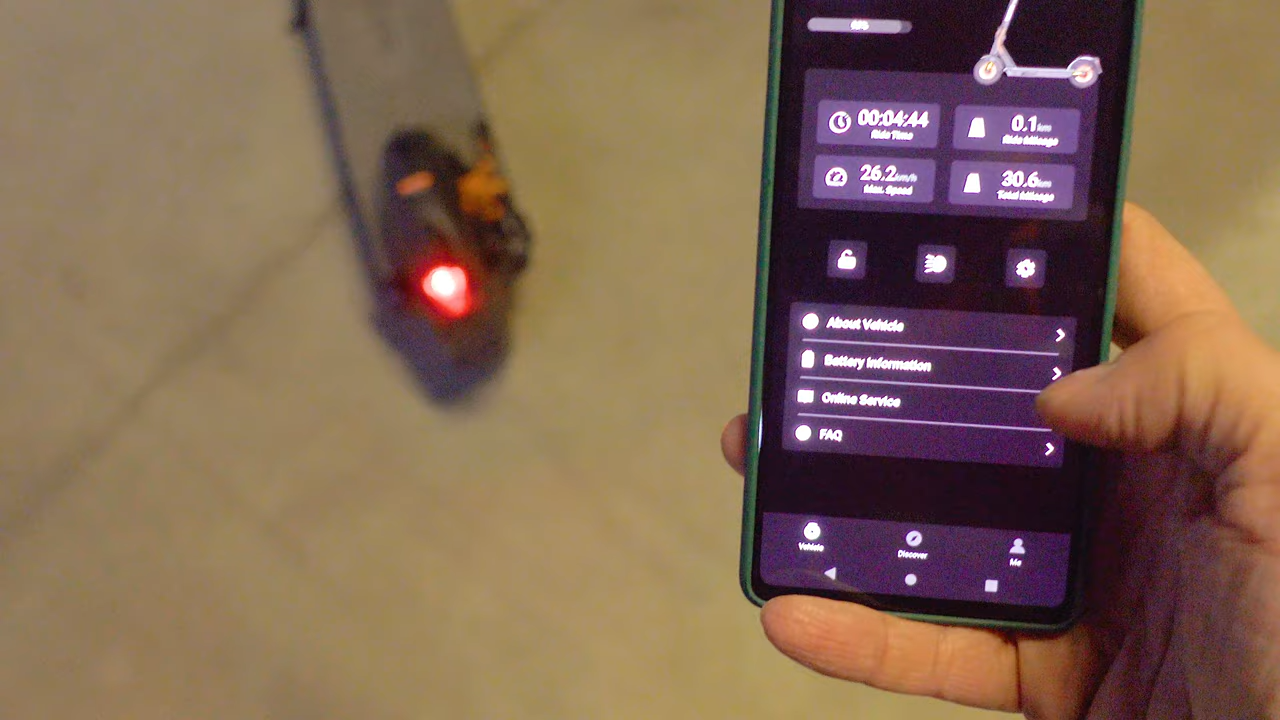 00:04:44
Ride Time
0.1km
Ride Mileage
26.2km/h
Max. Speed
30.6km
Total Mileage
About Vehicle
Battery Information
Online Service
FAQ
Vehicle
Discover
Me